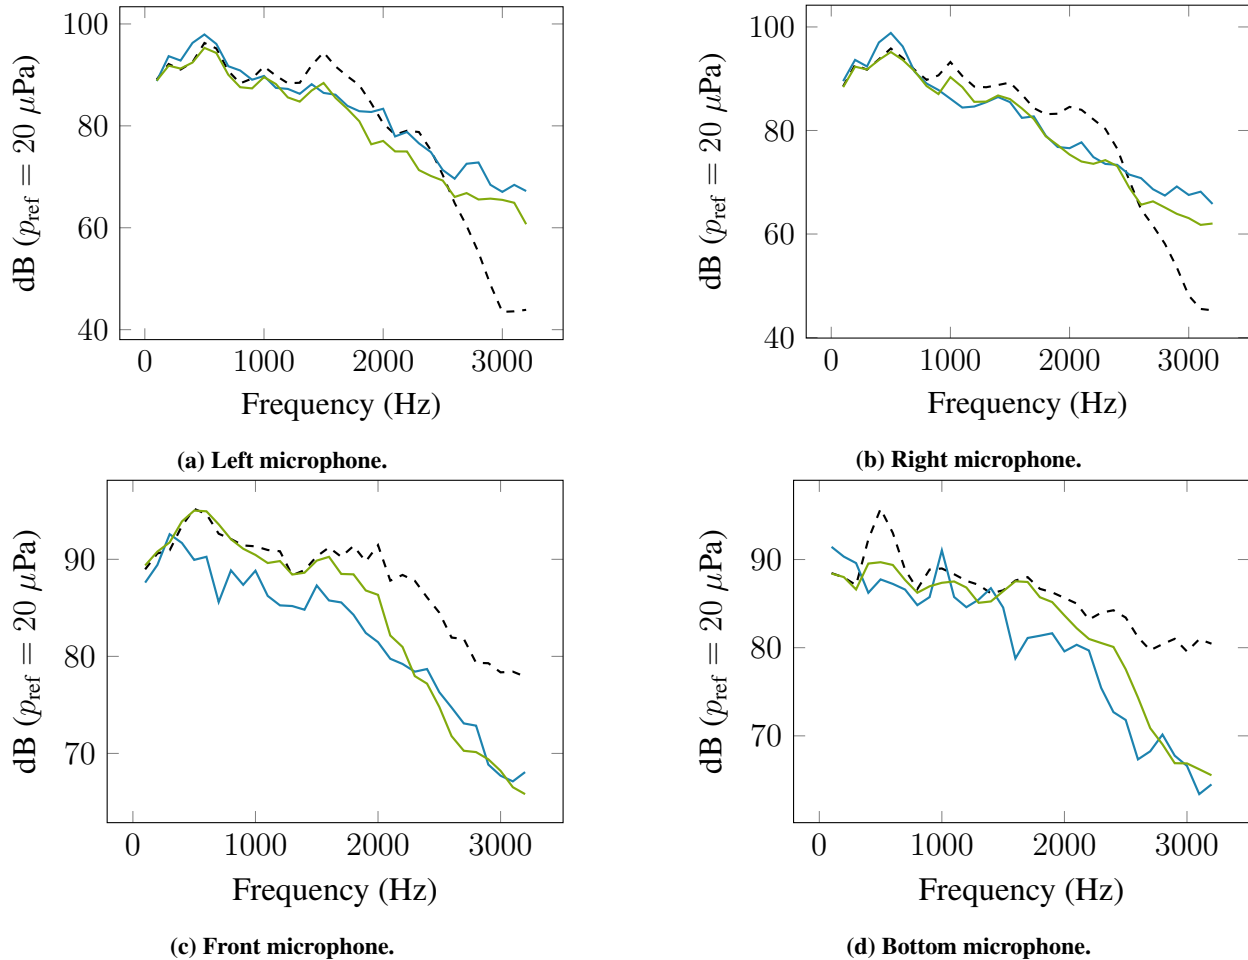 100
80
60
40
dB (p_ref = 20 μPa)
0 1000 2000 3000
Frequency (Hz)
(a) Left microphone.
100
80
60
40
dB (p_ref = 20 μPa)
0 1000 2000 3000
Frequency (Hz)
(b) Right microphone.
90
80
70
dB (p_ref = 20 μPa)
0 1000 2000 3000
Frequency (Hz)
(c) Front microphone.
90
80
70
dB (p_ref = 20 μPa)
0 1000 2000 3000
Frequency (Hz)
(d) Bottom microphone.